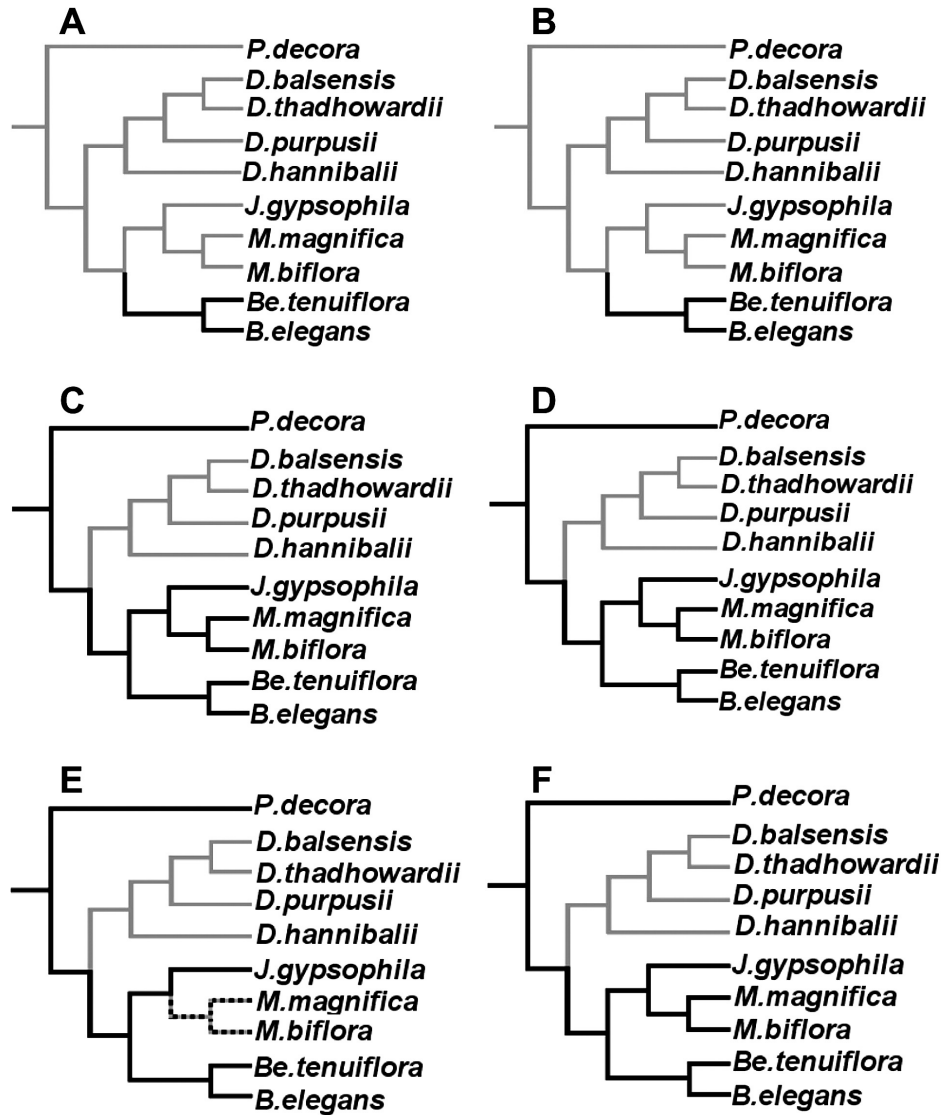 A
P.decora
D.balsensis
D.thadhowardii
D.purpusii
D.hannibalii
J.gypsophila
M.magnifica
M.biflora
Be.tenuiflora
B.elegans
B
P.decora
D.balsensis
D.thadhowardii
D.purpusii
D.hannibalii
J.gypsophila
M.magnifica
M.biflora
Be.tenuiflora
B.elegans
C
P.decora
D.balsensis
D.thadhowardii
D.purpusii
D.hannibalii
J.gypsophila
M.magnifica
M.biflora
Be.tenuiflora
B.elegans
D
P.decora
D.balsensis
D.thadhowardii
D.purpusii
D.hannibalii
J.gypsophila
M.magnifica
M.biflora
Be.tenuiflora
B.elegans
E
P.decora
D.balsensis
D.thadhowardii
D.purpusii
D.hannibalii
J.gypsophila
M.magnifica
M.biflora
Be.tenuiflora
B.elegans
F
P.decora
D.balsensis
D.thadhowardii
D.purpusii
D.hannibalii
J.gypsophila
M.magnifica
M.biflora
Be.tenuiflora
B.elegans